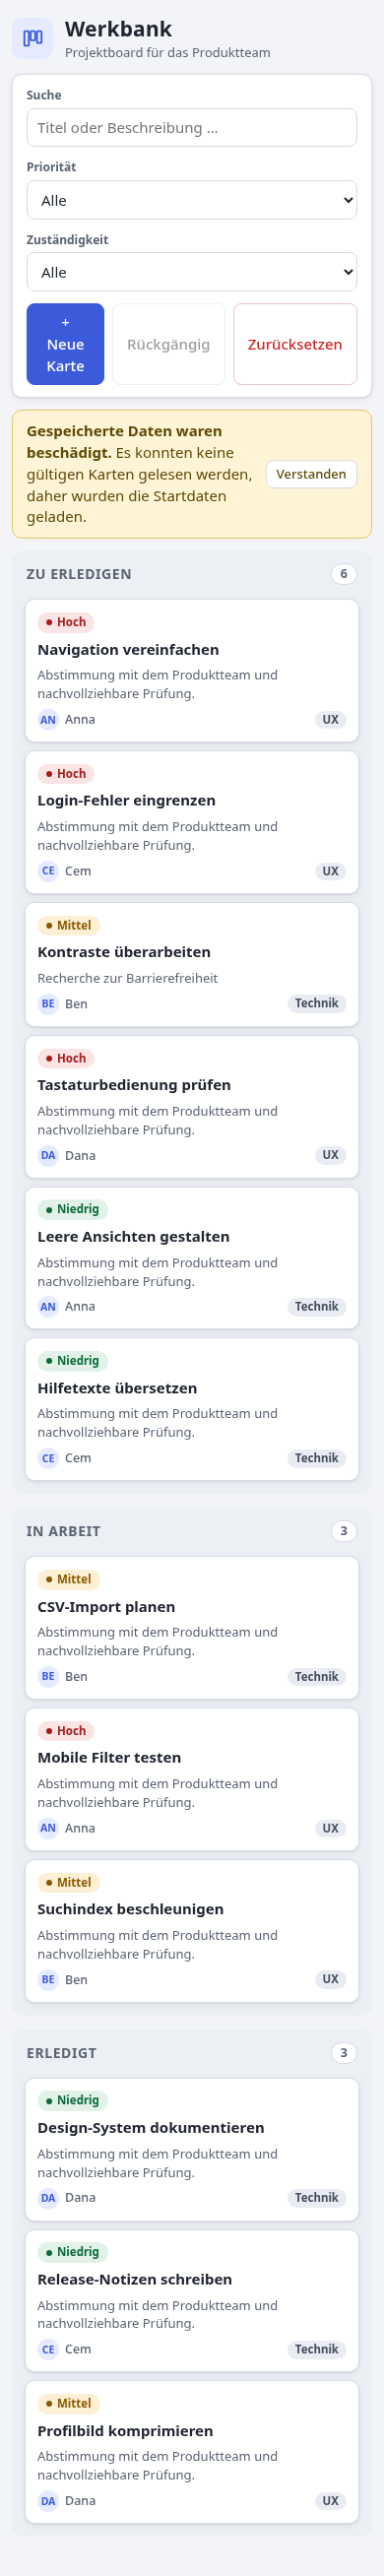 Werkbank
Projektboard für das Produktteam
Suche
Titel oder Beschreibung ...
Priorität
Alle
Zuständigkeit
Alle
+
Neue
Karte
Rückgängig
Zurücksetzen
Gespeicherte Daten waren
beschädigt. Es konnten keine
gültigen Karten gelesen werden,
daher wurden die Startdaten
geladen.
Verstanden
ZU ERLEDIGEN 6
Hoch
Navigation vereinfachen
Abstimmung mit dem Produktteam und
nachvollziehbare Prüfung.
AN Anna UX
Hoch
Login-Fehler eingrenzen
Abstimmung mit dem Produktteam und
nachvollziehbare Prüfung.
CE Cem UX
Mittel
Kontraste überarbeiten
Recherche zur Barrierefreiheit
BE Ben Technik
Hoch
Tastaturbedienung prüfen
Abstimmung mit dem Produktteam und
nachvollziehbare Prüfung.
DA Dana UX
Niedrig
Leere Ansichten gestalten
Abstimmung mit dem Produktteam und
nachvollziehbare Prüfung.
AN Anna Technik
Niedrig
Hilfetexte übersetzen
Abstimmung mit dem Produktteam und
nachvollziehbare Prüfung.
CE Cem Technik
IN ARBEIT 3
Mittel
CSV-Import planen
Abstimmung mit dem Produktteam und
nachvollziehbare Prüfung.
BE Ben Technik
Hoch
Mobile Filter testen
Abstimmung mit dem Produktteam und
nachvollziehbare Prüfung.
AN Anna UX
Mittel
Suchindex beschleunigen
Abstimmung mit dem Produktteam und
nachvollziehbare Prüfung.
BE Ben UX
ERLEDIGT 3
Niedrig
Design-System dokumentieren
Abstimmung mit dem Produktteam und
nachvollziehbare Prüfung.
DA Dana Technik
Niedrig
Release-Notizen schreiben
Abstimmung mit dem Produktteam und
nachvollziehbare Prüfung.
CE Cem Technik
Mittel
Profilbild komprimieren
Abstimmung mit dem Produktteam und
nachvollziehbare Prüfung.
DA Dana UX